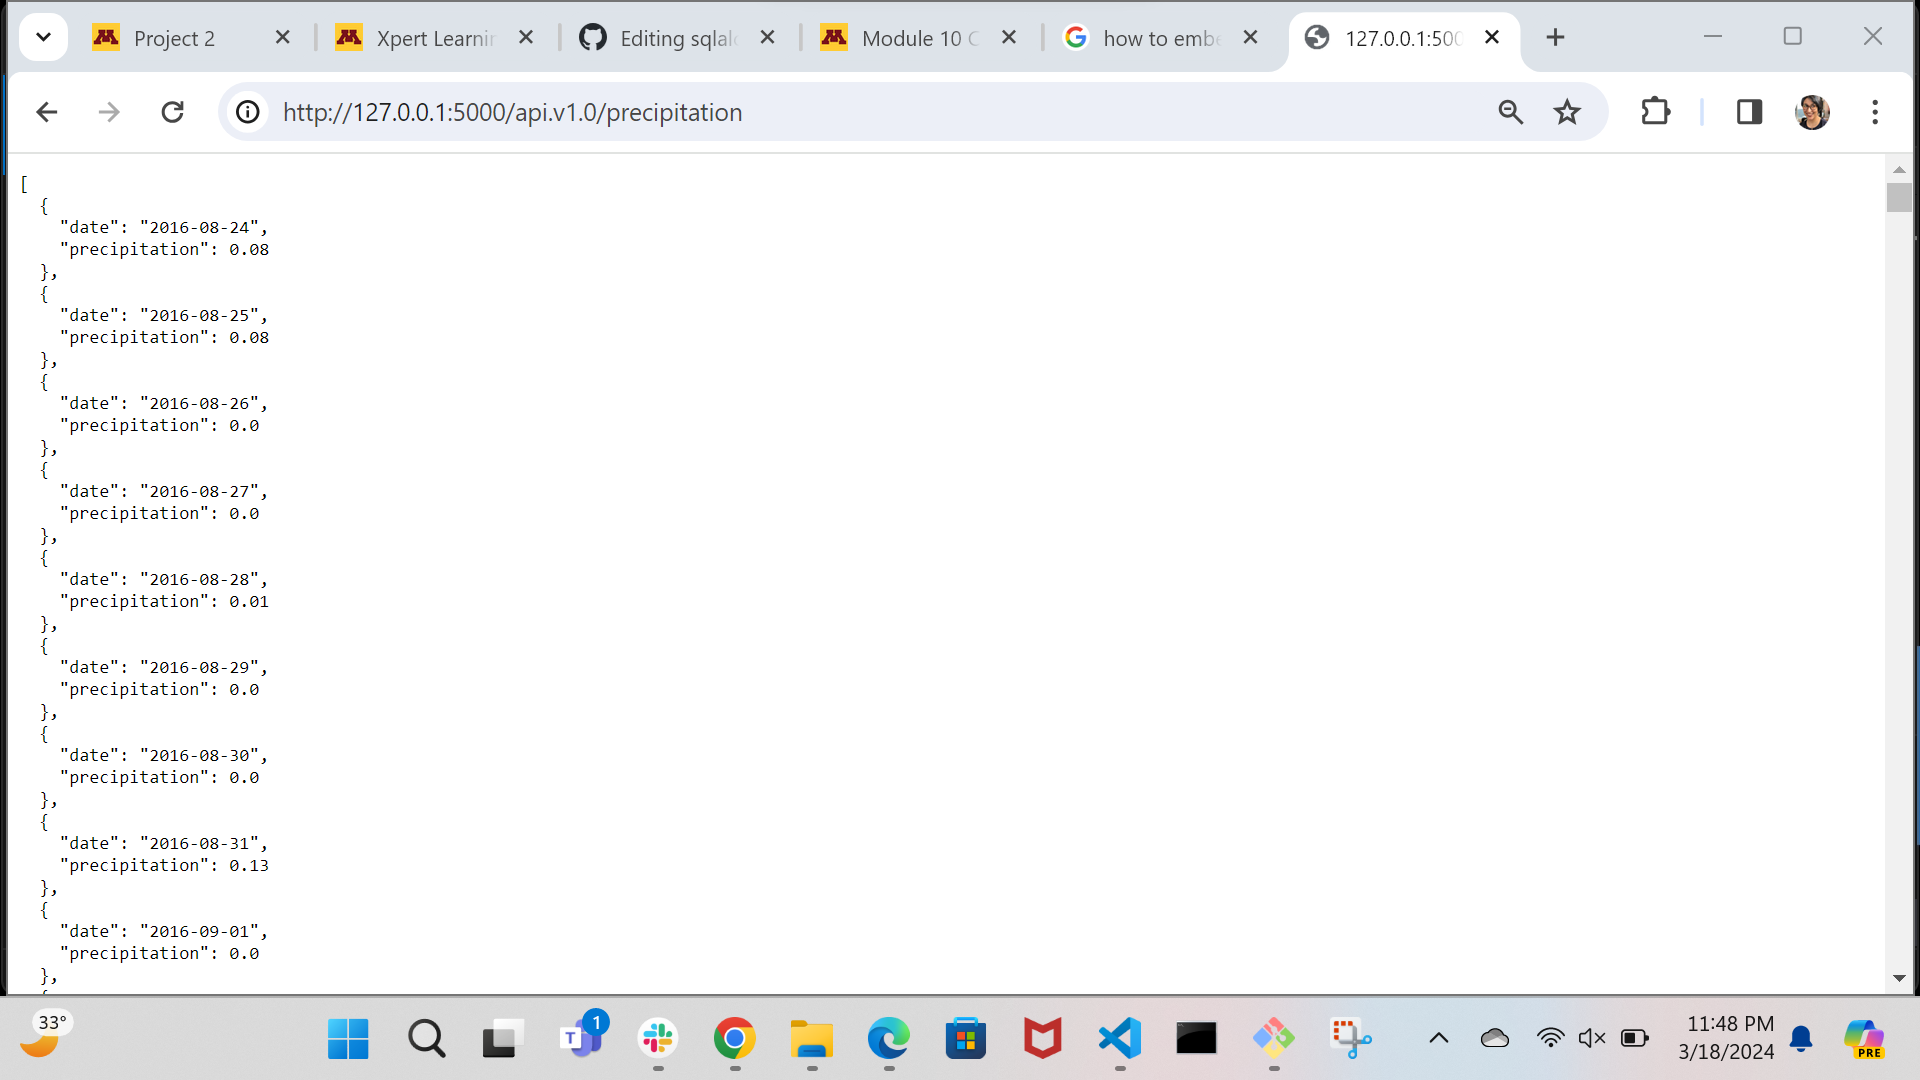 Project 2
Xpert Learnin
Editing sqlal
Module 10 C
how to embe
127.0.0.1:500
http://127.0.0.1:5000/api.v1.0/precipitation
[
{
"date": "2016-08-24",
"precipitation": 0.08
},
{
"date": "2016-08-25",
"precipitation": 0.08
},
{
"date": "2016-08-26",
"precipitation": 0.0
},
{
"date": "2016-08-27",
"precipitation": 0.0
},
{
"date": "2016-08-28",
"precipitation": 0.01
},
{
"date": "2016-08-29",
"precipitation": 0.0
},
{
"date": "2016-08-30",
"precipitation": 0.0
},
{
"date": "2016-08-31",
"precipitation": 0.13
},
{
"date": "2016-09-01",
"precipitation": 0.0
},
33°
T
1
11:48 PM
3/18/2024
PRE